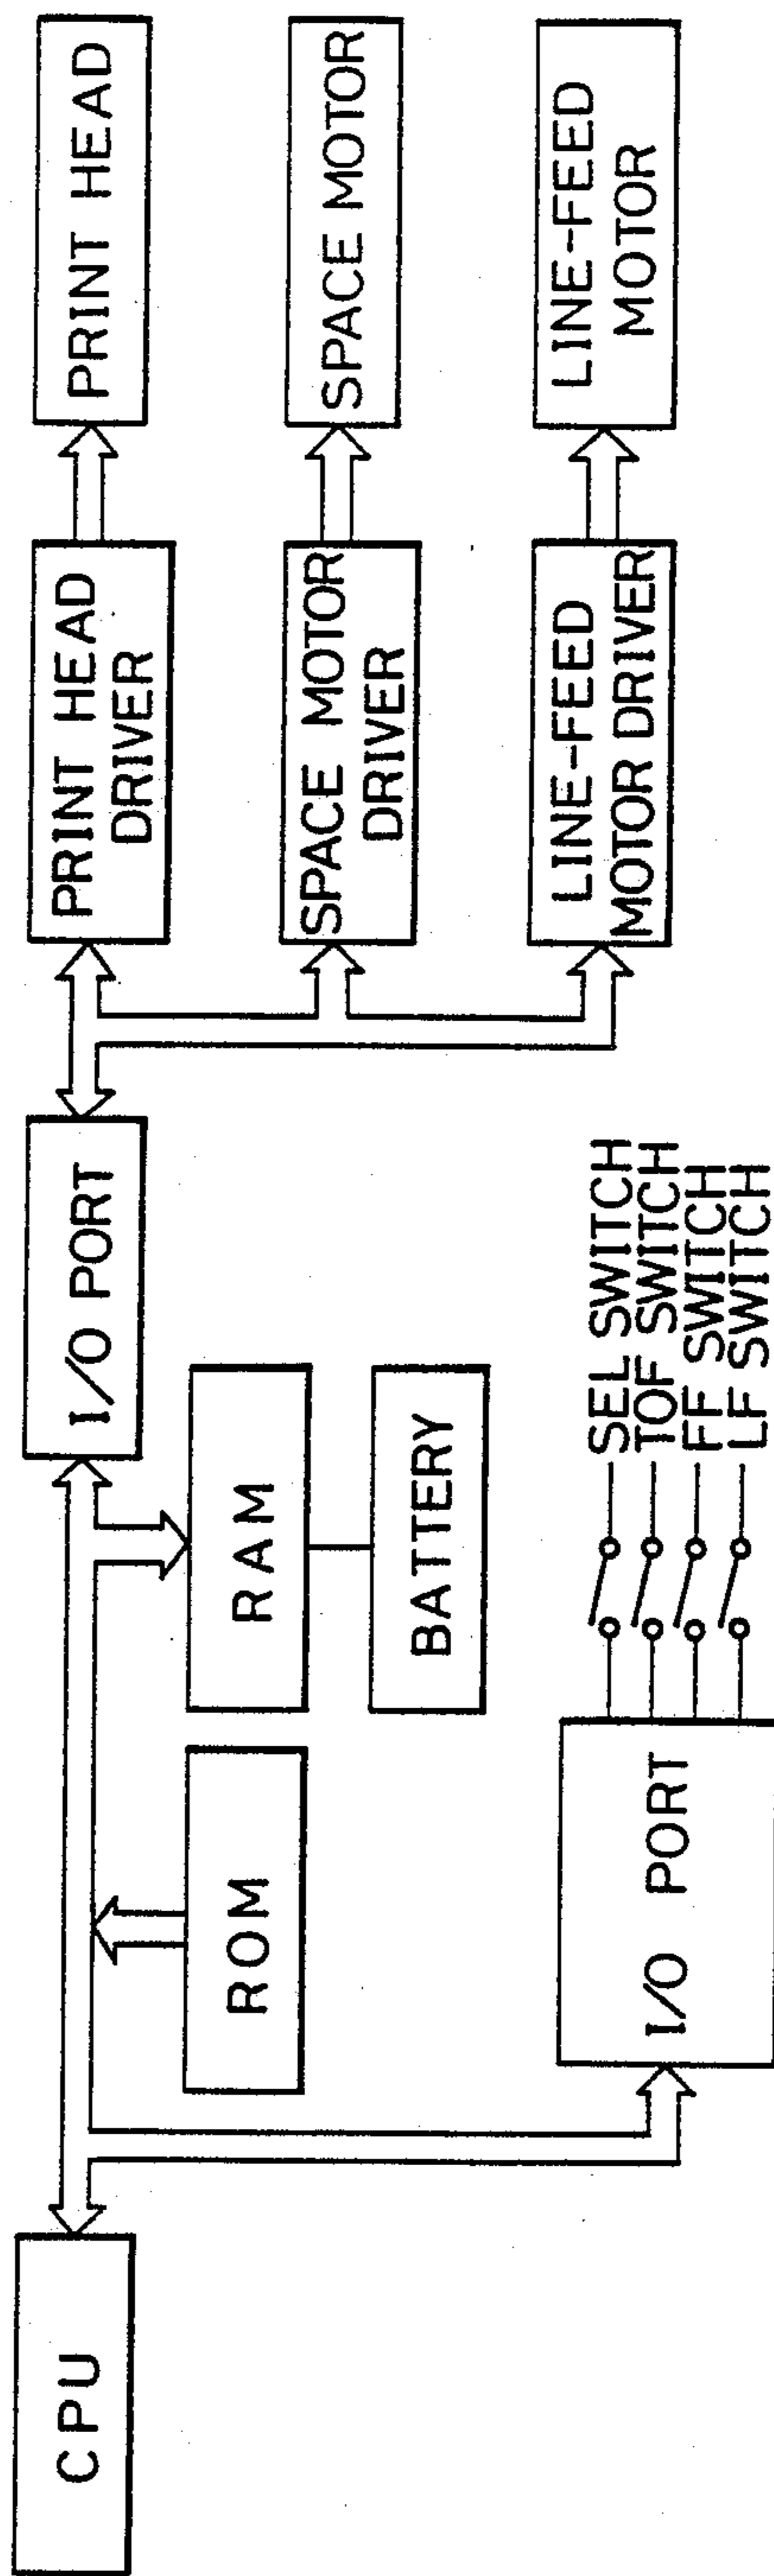 CPU
ROM
RAM
BATTERY
I/O PORT
I/O PORT
SEL SWITCH
TOF SWITCH
FF SWITCH
LF SWITCH
PRINT HEAD
DRIVER
SPACE MOTOR
DRIVER
LINE-FEED
MOTOR DRIVER
PRINT HEAD
SPACE MOTOR
LINE-FEED
MOTOR